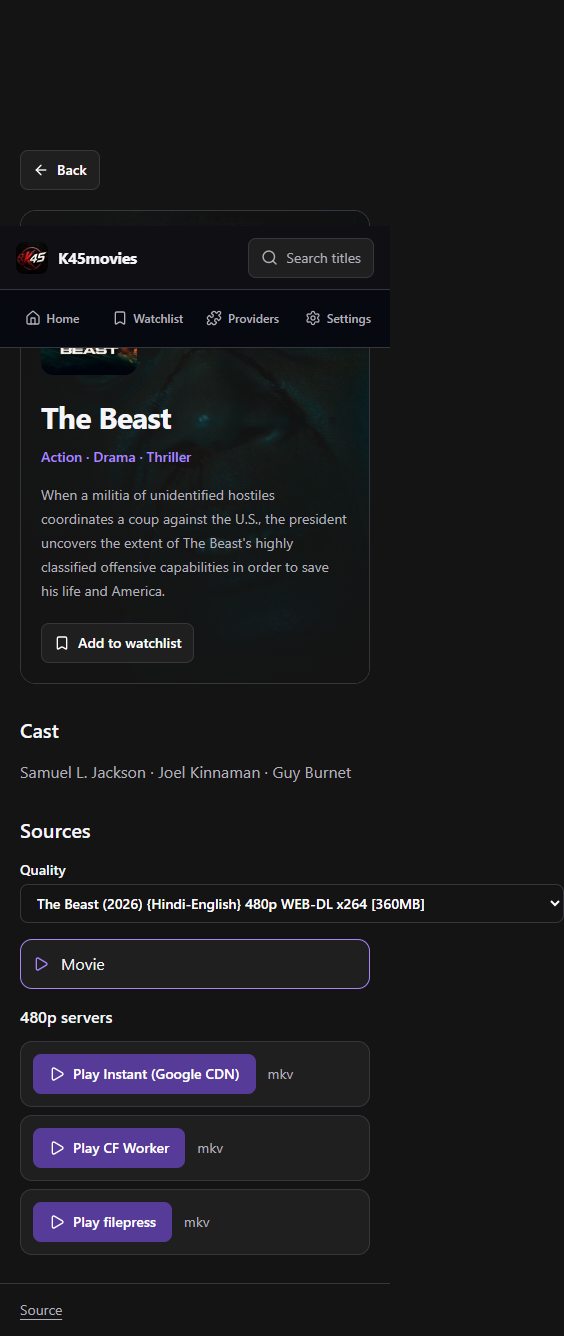 Back
K45movies
Search titles
Home
Watchlist
Providers
Settings
BEAST
The Beast
Action · Drama · Thriller
When a militia of unidentified hostiles
coordinates a coup against the U.S., the president
uncovers the extent of The Beast's highly
classified offensive capabilities in order to save
his life and America.
Add to watchlist
Cast
Samuel L. Jackson · Joel Kinnaman · Guy Burnet
Sources
Quality
The Beast (2026) {Hindi-English} 480p WEB-DL x264 [360MB]
Movie
480p servers
Play Instant (Google CDN) mkv
Play CF Worker mkv
Play filepress mkv
Source